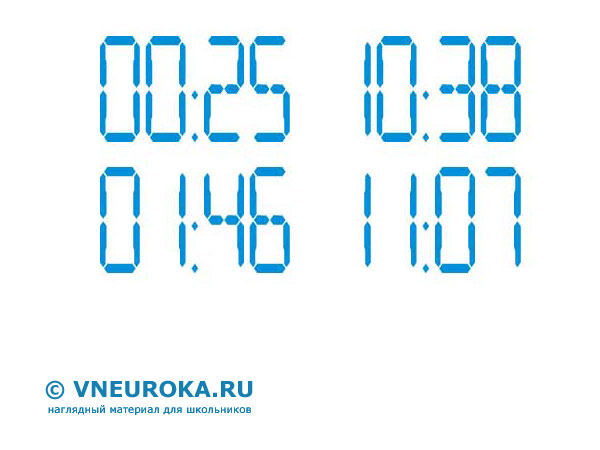 00:25 10:38
01:46 11:07
© VNEUROKA.RU
наглядный материал для школьников